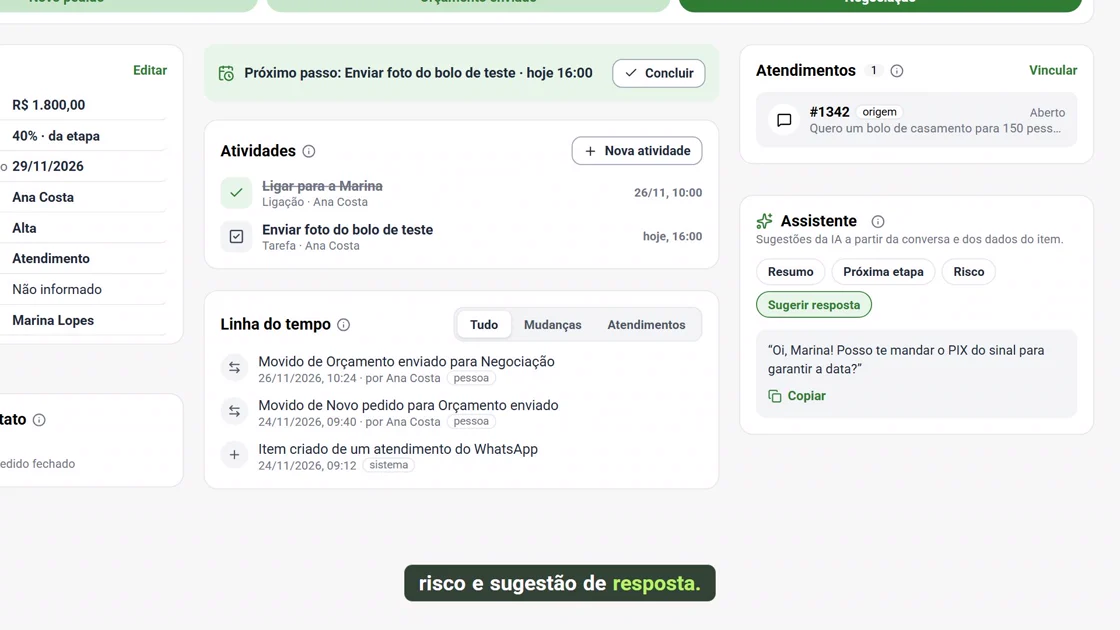 Novo pedido
Orçamento enviado
Negociação
Editar
R$ 1.800,00
40% · da etapa
o 29/11/2026
Ana Costa
Alta
Atendimento
Não informado
Marina Lopes
tato
edido fechado
Próximo passo: Enviar foto do bolo de teste · hoje 16:00
Concluir
Atividades
Nova atividade
Ligar para a Marina
26/11, 10:00
Ligação · Ana Costa
Enviar foto do bolo de teste
hoje, 16:00
Tarefa · Ana Costa
Linha do tempo
Tudo
Mudanças
Atendimentos
Movido de Orçamento enviado para Negociação
26/11/2026, 10:24 · por Ana Costa pessoa
Movido de Novo pedido para Orçamento enviado
24/11/2026, 09:40 · por Ana Costa pessoa
Item criado de um atendimento do WhatsApp
24/11/2026, 09:12 sistema
Atendimentos 1
Vincular
#1342 origem
Aberto
Quero um bolo de casamento para 150 pess...
Assistente
Sugestões da IA a partir da conversa e dos dados do item.
Resumo
Próxima etapa
Risco
Sugerir resposta
“Oi, Marina! Posso te mandar o PIX do sinal para
garantir a data?”
Copiar
risco e sugestão de resposta.